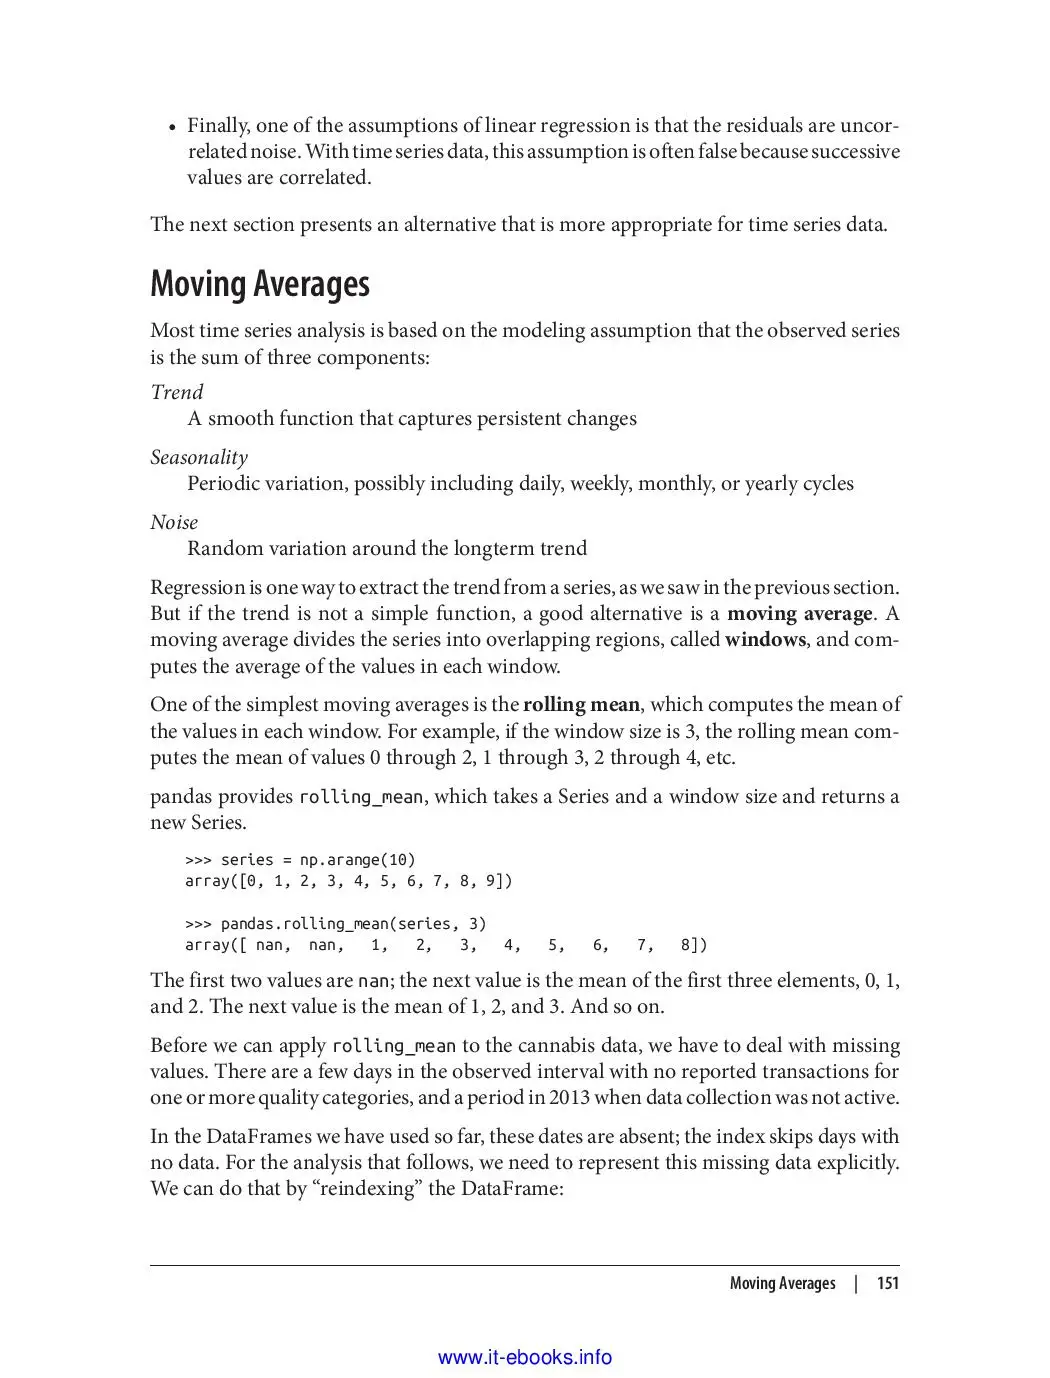 • Finally, one of the assumptions of linear regression is that the residuals are uncor-
related noise. With time series data, this assumption is often false because successive
values are correlated.
The next section presents an alternative that is more appropriate for time series data.
Moving Averages
Most time series analysis is based on the modeling assumption that the observed series
is the sum of three components:
Trend
A smooth function that captures persistent changes
Seasonality
Periodic variation, possibly including daily, weekly, monthly, or yearly cycles
Noise
Random variation around the longterm trend
Regression is one way to extract the trend from a series, as we saw in the previous section.
But if the trend is not a simple function, a good alternative is a moving average. A
moving average divides the series into overlapping regions, called windows, and com-
putes the average of the values in each window.
One of the simplest moving averages is the rolling mean, which computes the mean of
the values in each window. For example, if the window size is 3, the rolling mean com-
putes the mean of values 0 through 2, 1 through 3, 2 through 4, etc.
pandas provides rolling_mean, which takes a Series and a window size and returns a
new Series.
>>> series = np.arange(10)
array([0, 1, 2, 3, 4, 5, 6, 7, 8, 9])
>>> pandas.rolling_mean(series, 3)
array([ nan,  nan,   1,   2,   3,   4,   5,   6,   7,   8])
The first two values are nan; the next value is the mean of the first three elements, 0, 1,
and 2. The next value is the mean of 1, 2, and 3. And so on.
Before we can apply rolling_mean to the cannabis data, we have to deal with missing
values. There are a few days in the observed interval with no reported transactions for
one or more quality categories, and a period in 2013 when data collection was not active.
In the DataFrames we have used so far, these dates are absent; the index skips days with
no data. For the analysis that follows, we need to represent this missing data explicitly.
We can do that by “reindexing” the DataFrame:
Moving Averages | 151
www.it-ebooks.info